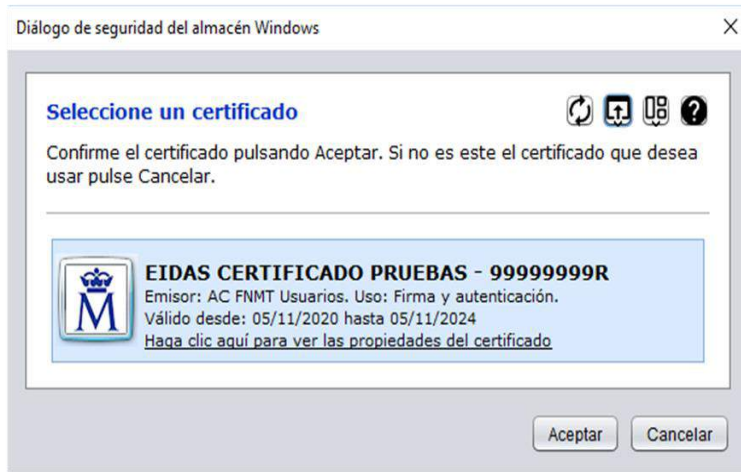 Diálogo de seguridad del almacén Windows
Seleccione un certificado
Confirme el certificado pulsando Aceptar. Si no es este el certificado que desea
usar pulse Cancelar.
EIDAS CERTIFICADO PRUEBAS - 99999999R
Emisor: AC FNMT Usuarios. Uso: Firma y autenticación.
Válido desde: 05/11/2020 hasta 05/11/2024
Haga clic aquí para ver las propiedades del certificado
Aceptar
Cancelar